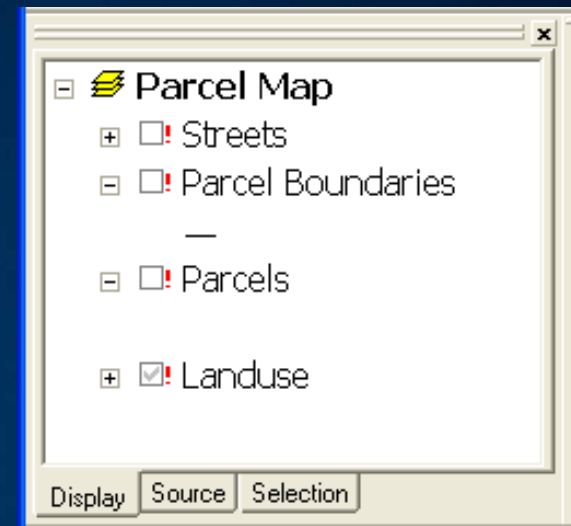 Parcel Map
! Streets
! Parcel Boundaries
! Parcels
! Landuse
Display Source Selection